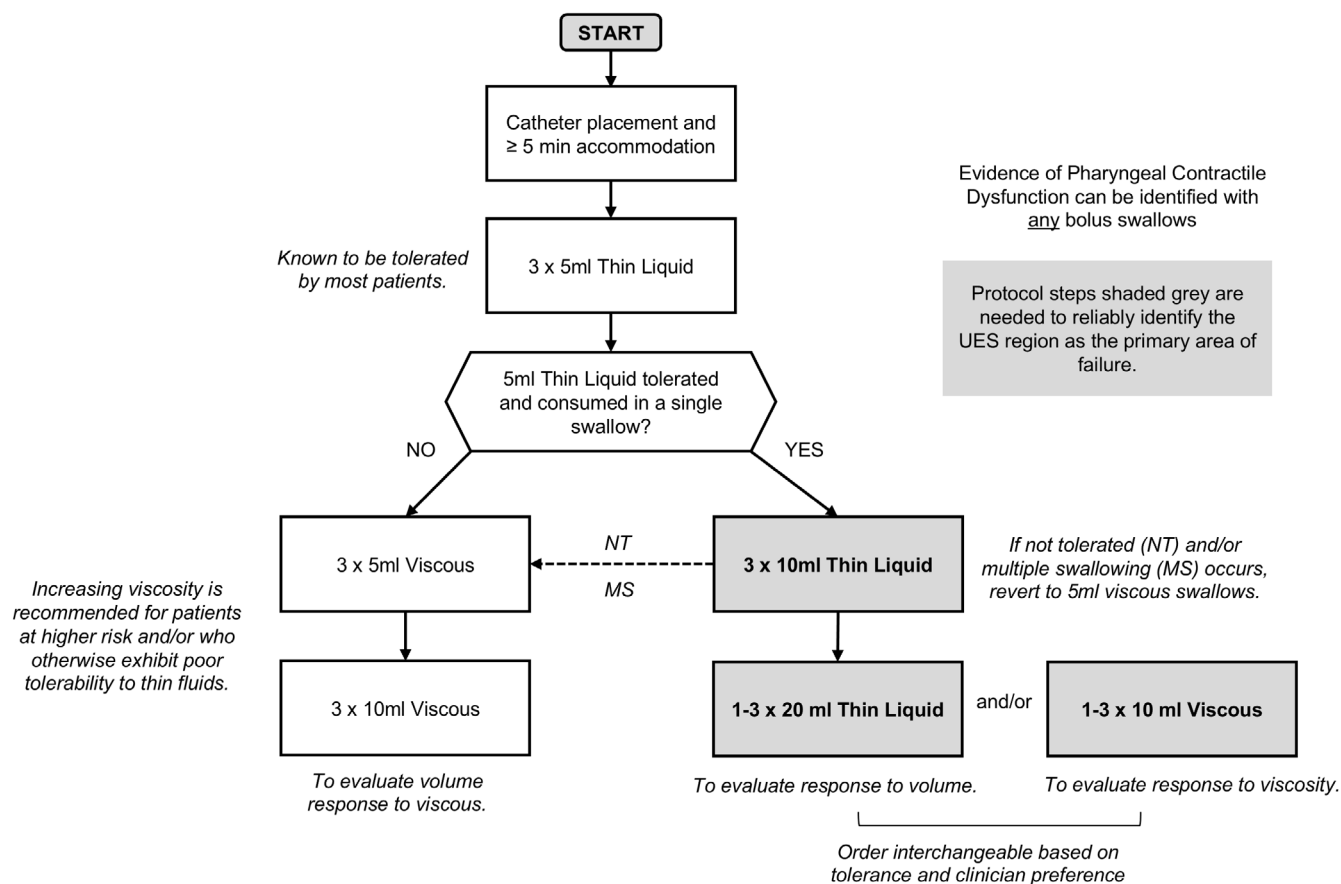 START
Catheter placement and
≥ 5 min accommodation
Evidence of Pharyngeal Contractile
Dysfunction can be identified with
any bolus swallows
Known to be tolerated
by most patients.
3 x 5ml Thin Liquid
Protocol steps shaded grey are
needed to reliably identify the
UES region as the primary area of
failure.
5ml Thin Liquid tolerated
and consumed in a single
swallow?
NO
YES
3 x 5ml Viscous
NT
MS
3 x 10ml Thin Liquid
If not tolerated (NT) and/or
multiple swallowing (MS) occurs,
revert to 5ml viscous swallows.
Increasing viscosity is
recommended for patients
at higher risk and/or who
otherwise exhibit poor
tolerability to thin fluids.
3 x 10ml Viscous
1-3 x 20 ml Thin Liquid
and/or
1-3 x 10 ml Viscous
To evaluate volume
response to viscous.
To evaluate response to volume.
To evaluate response to viscosity.
Order interchangeable based on
tolerance and clinician preference